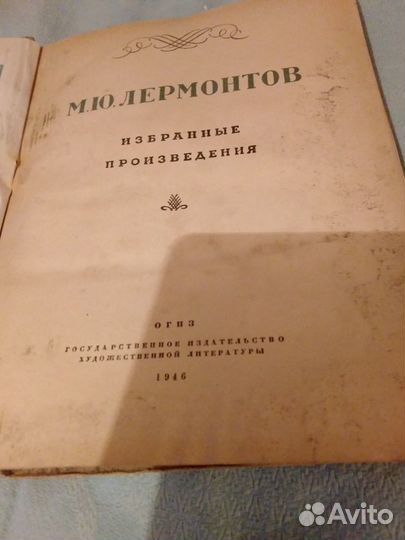 М.Ю.ЛЕРМОНТОВ
ИЗБРАННЫЕ
ПРОИЗВЕДЕНИЯ
ОГИЗ
ГОСУДАРСТВЕННОЕ ИЗДАТЕЛЬСТВО
ХУДОЖЕСТВЕННОЙ ЛИТЕРАТУРЫ
1946
Avito